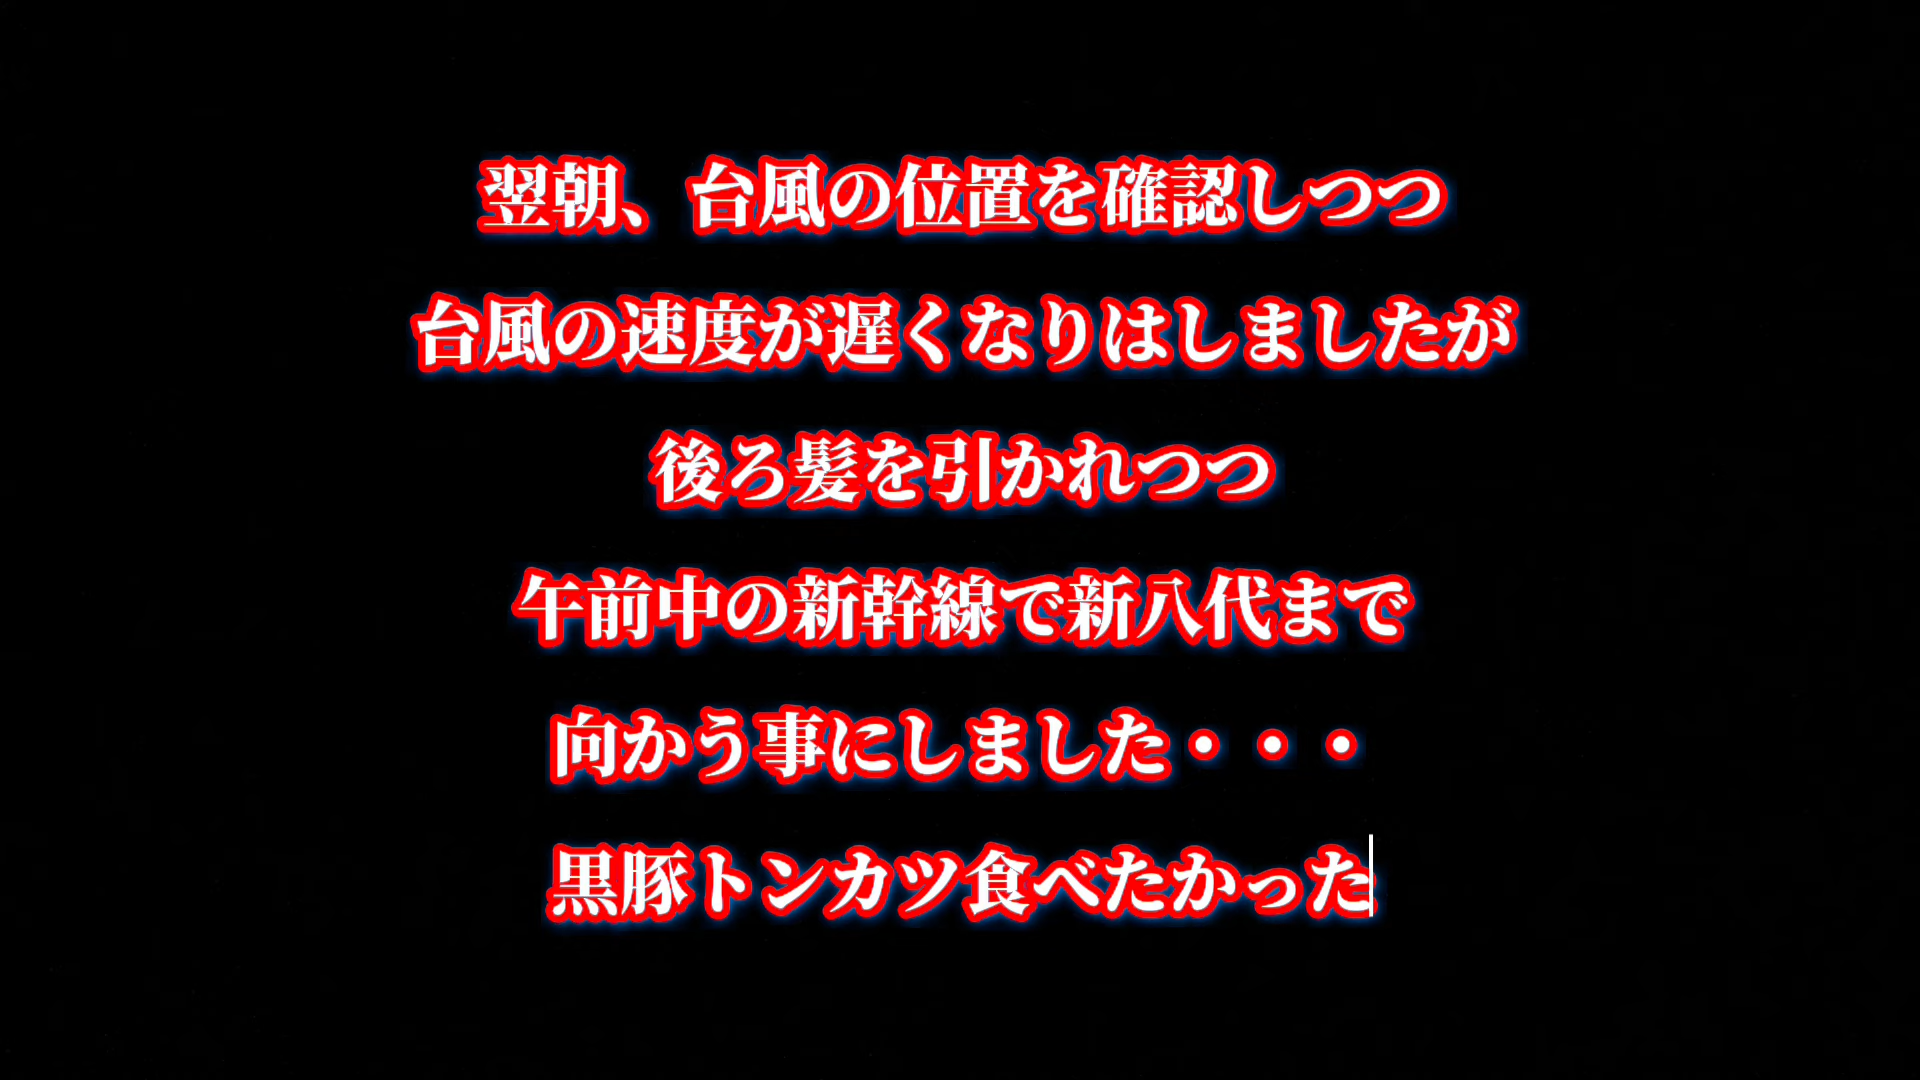 翌朝、台風の位置を確認しつつ
台風の速度が遅くなりはしましたが
後ろ髪を引かれつつ
午前中の新幹線で新八代まで
向かう事にしました・・・
黒豚トンカツ食べたかった